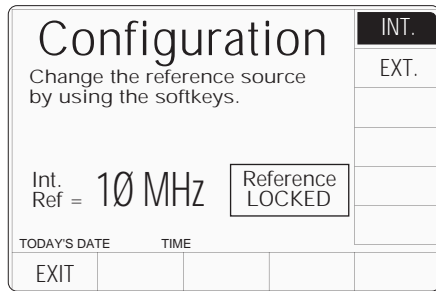 Configuration
Change the reference source
by using the softkeys.
Int.
Ref = 10 MHz
Reference
LOCKED
TODAY'S DATE TIME
EXIT
INT.
EXT.